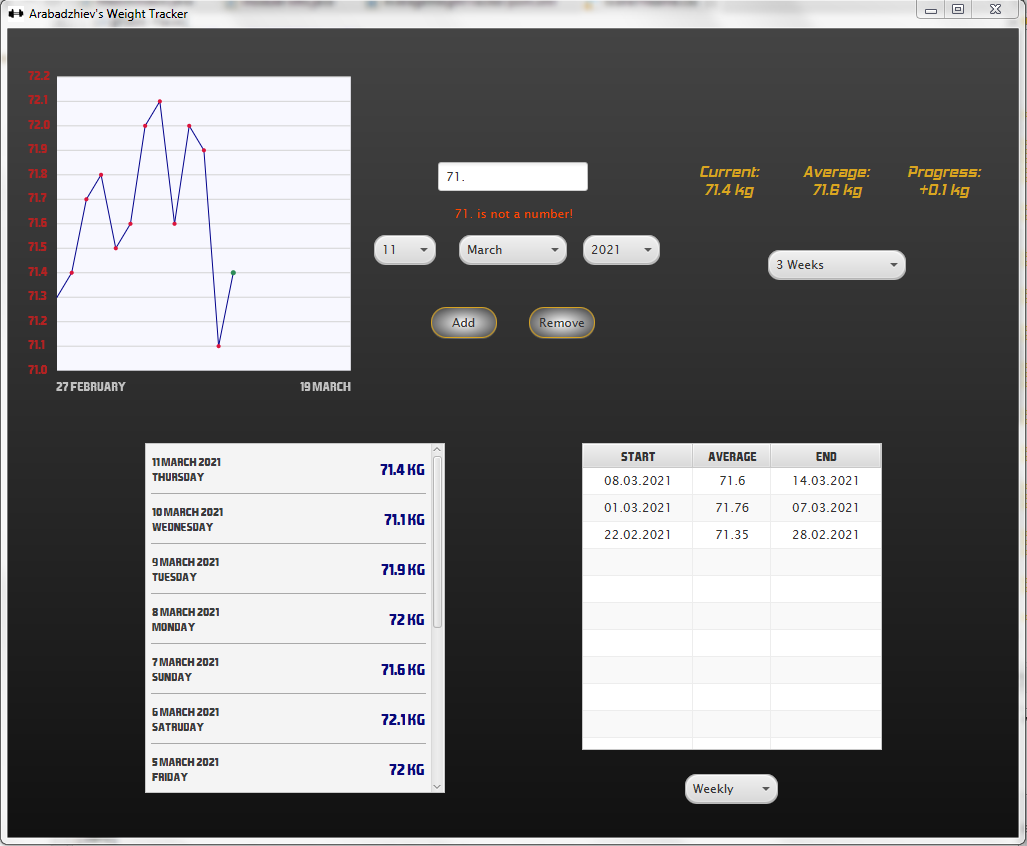 Arabadzhiev's Weight Tracker
72.2
72.1
72.0
71.9
71.8
71.7
71.6
71.5
71.4
71.3
71.2
71.1
71.0
27 FEBRUARY 19 MARCH
71.
71. is not a number!
11 March 2021
Add Remove
Current: Average: Progress:
71.4 kg 71.6 kg +0.1 kg
3 Weeks
11 MARCH 2021
THURSDAY
71.4 KG
10 MARCH 2021
WEDNESDAY
71.1 KG
9 MARCH 2021
TUESDAY
71.9 KG
8 MARCH 2021
MONDAY
72 KG
7 MARCH 2021
SUNDAY
71.6 KG
6 MARCH 2021
SATRUDAY
72.1 KG
5 MARCH 2021
FRIDAY
72 KG
START AVERAGE END
08.03.2021 71.6 14.03.2021
01.03.2021 71.76 07.03.2021
22.02.2021 71.35 28.02.2021
Weekly